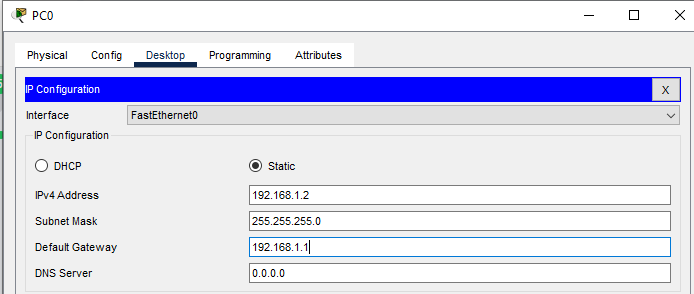 PC0
Physical Config Desktop Programming Attributes
IP Configuration X
Interface FastEthernet0
IP Configuration
DHCP Static
IPv4 Address 192.168.1.2
Subnet Mask 255.255.255.0
Default Gateway 192.168.1.1
DNS Server 0.0.0.0